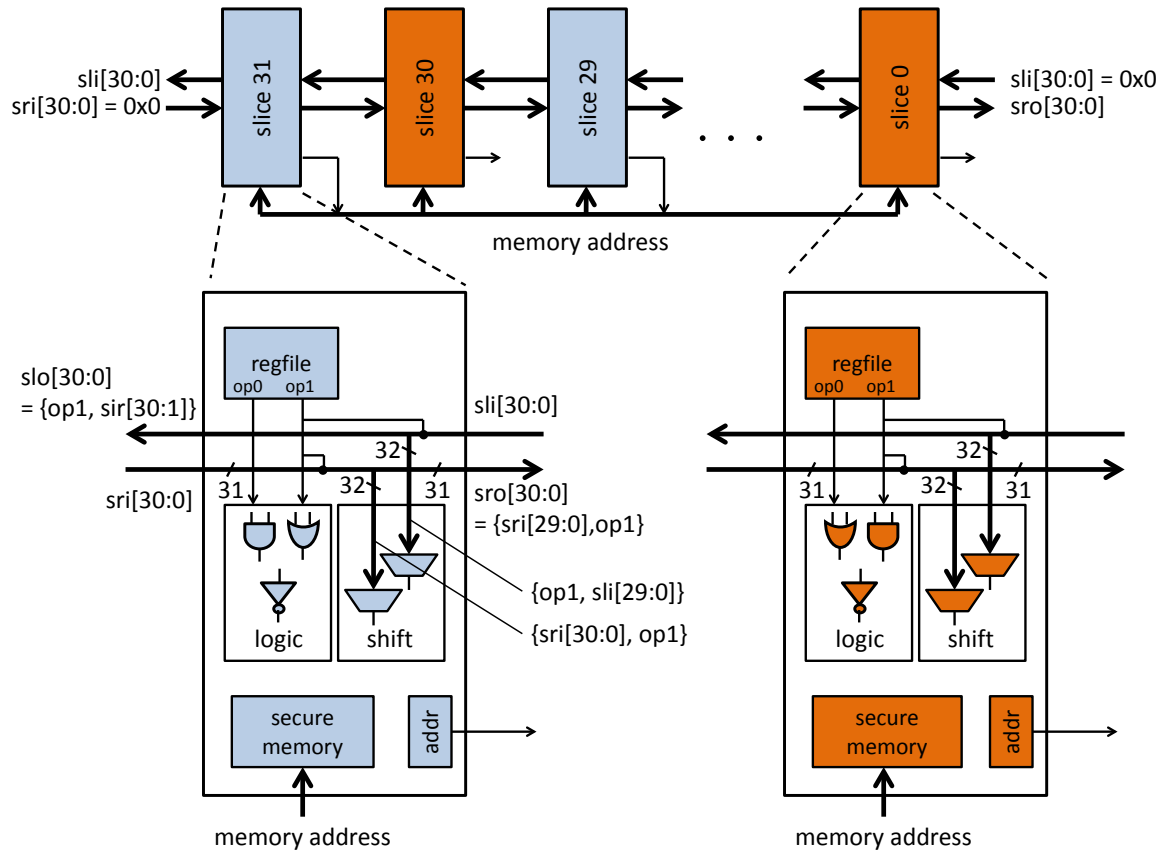 sli[30:0]
sri[30:0] = 0x0
slice 31
slice 30
slice 29
. . .
slice 0
sli[30:0] = 0x0
sro[30:0]
memory address
regfile
op0 op1
slo[30:0]
= {op1, sir[30:1]}
sli[30:0]
32
31
32
31
sri[30:0]
sro[30:0]
= {sri[29:0],op1}
{op1, sli[29:0]}
{sri[30:0], op1}
logic
shift
secure
memory
addr
memory address
regfile
op0 op1
32
31
32
31
logic
shift
secure
memory
addr
memory address